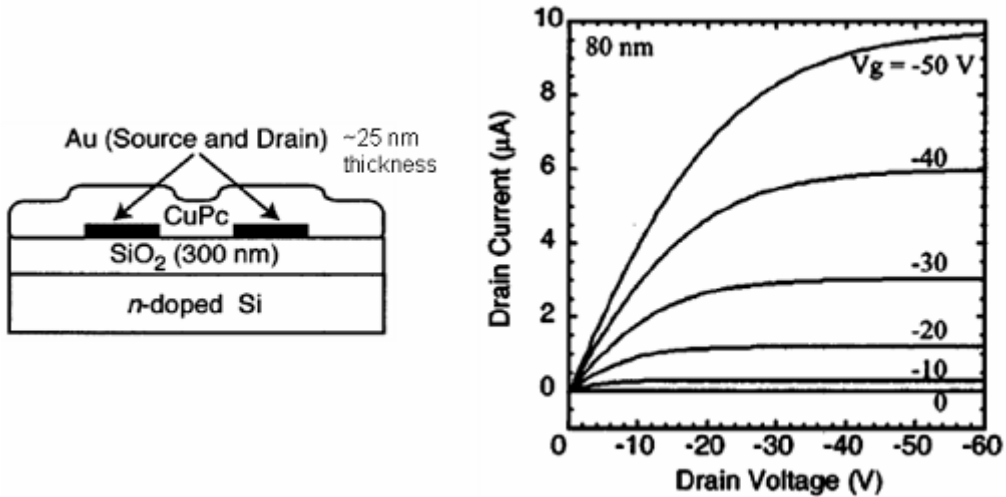 Au (Source and Drain) ~25 nm
thickness
CuPc
SiO₂ (300 nm)
n-doped Si
80 nm
Vg = -50 V
-40
-30
-20
-10
0
Drain Current (μA)
10
8
6
4
2
0
0 -10 -20 -30 -40 -50 -60
Drain Voltage (V)